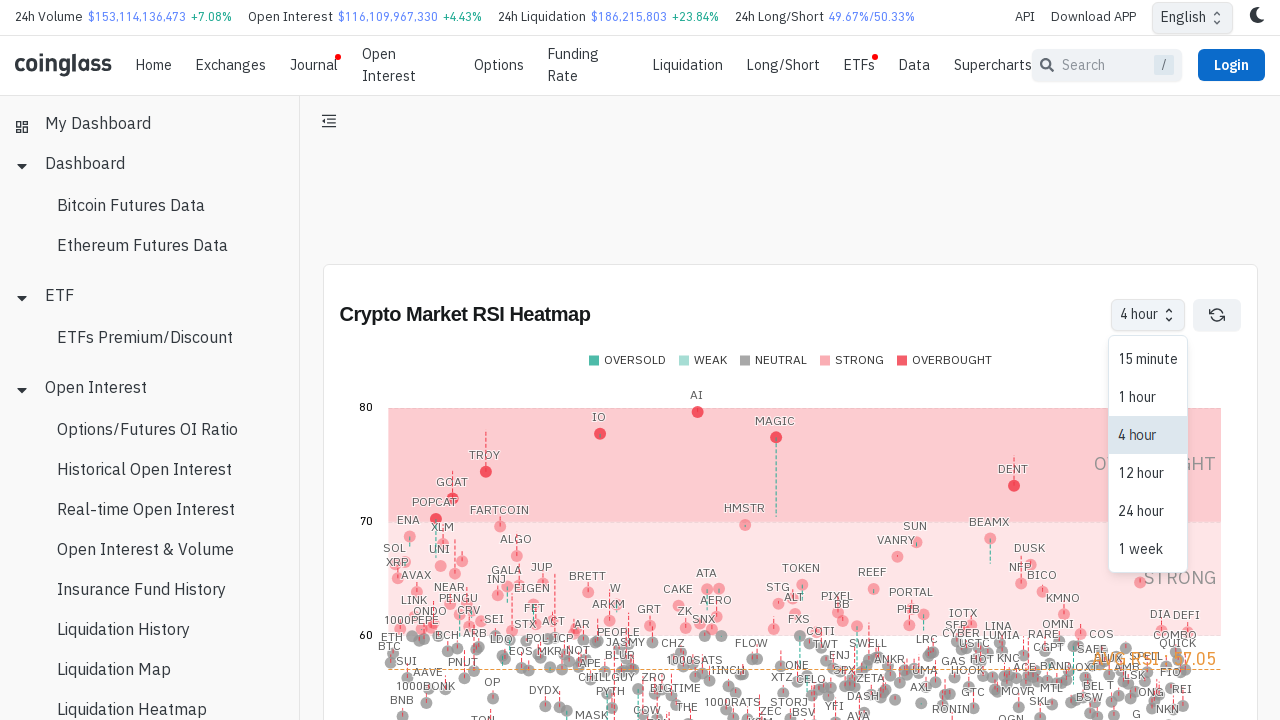 24h Volume $153,114,136,473 +7.08% Open Interest $116,109,967,330 +4.43% 24h Liquidation $186,215,803 +23.84% 24h Long/Short 49.67%/50.33% API Download APP English
coinglass Home Exchanges Journal Open Interest Options Funding Rate Liquidation Long/Short ETFs Data Supercharts Search / Login
My Dashboard
Dashboard
Bitcoin Futures Data
Ethereum Futures Data
ETF
ETFs Premium/Discount
Open Interest
Options/Futures OI Ratio
Historical Open Interest
Real-time Open Interest
Open Interest & Volume
Insurance Fund History
Liquidation History
Liquidation Map
Liquidation Heatmap
Crypto Market RSI Heatmap
4 hour
15 minute
1 hour
4 hour
12 hour
24 hour
1 week
OVERSOLD WEAK NEUTRAL STRONG OVERBOUGHT
80
AI
IO
MAGIC
TROY
DENT
GOAT
POPCAT
HMSTR
FARTCOIN
70
ENA
XLM
SUN
BEAMX
ALGO
VANRY
SOL
UNI
DUSK
XRP
AVAX
GALA
JUP
INJ
EIGEN
BRETT
ATA
TOKEN
REEF
NFP
BICO
STRONG
NEAR
LINK
PENGU
W
CAKE
STG
ALT
PORTAL
KMNO
ONDO
CRV
FET
ARKM
GRT
ZK
AERO
PIXEL
BB
PHB
IOTX
DIA
DEFI
1000PEPE
SEI
STX
ACT
AR
SNX
FXS
SFP
LINA
OMNI
60
ETH
BCH
ARB
LDO
POL
ICP
PEOPLE
JASMY
CHZ
FLOW
COTI
TWT
SWELL
LRC
CYBER
USTC
LUMIA
RARE
CGPT
COS
COMBO
QUICK
BTC
SUI
PNUT
EQS
MKR
NOT
APE
BLUR
1000SATS
ONE
ENJ
SPX
ANKR
GAS
HOT
KNC
SAFE
SPELL
AAVE
OP
CHILLGUY
ZRO
1INCH
XTZ
CELO
ZETA
UMA
HOOK
ACE
BAND
AMB
LSK
FIO
1000BONK
DYDX
PYTH
BIGTIME
DASH
AXL
GTC
MOVR
MTL
BEL
T
ONG
REI
BNB
MASK
COW
THE
1000RATS
ZEC
STORJ
BSV
YFI
AVA
RONIN
SKL
BSW
G
NKN